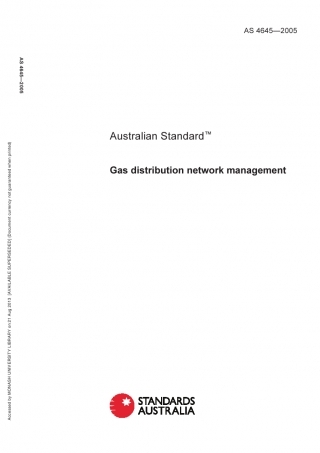 AS 4645—2005
AS 4645—2005
Australian Standard™
Gas distribution network management
Accessed by MONASH UNIVERSITY LIBRARY on 21 Aug 2013 [AVAILABLE SUPERSEDED] (Document currency not guaranteed when printed)
STANDARDS
AUSTRALIA